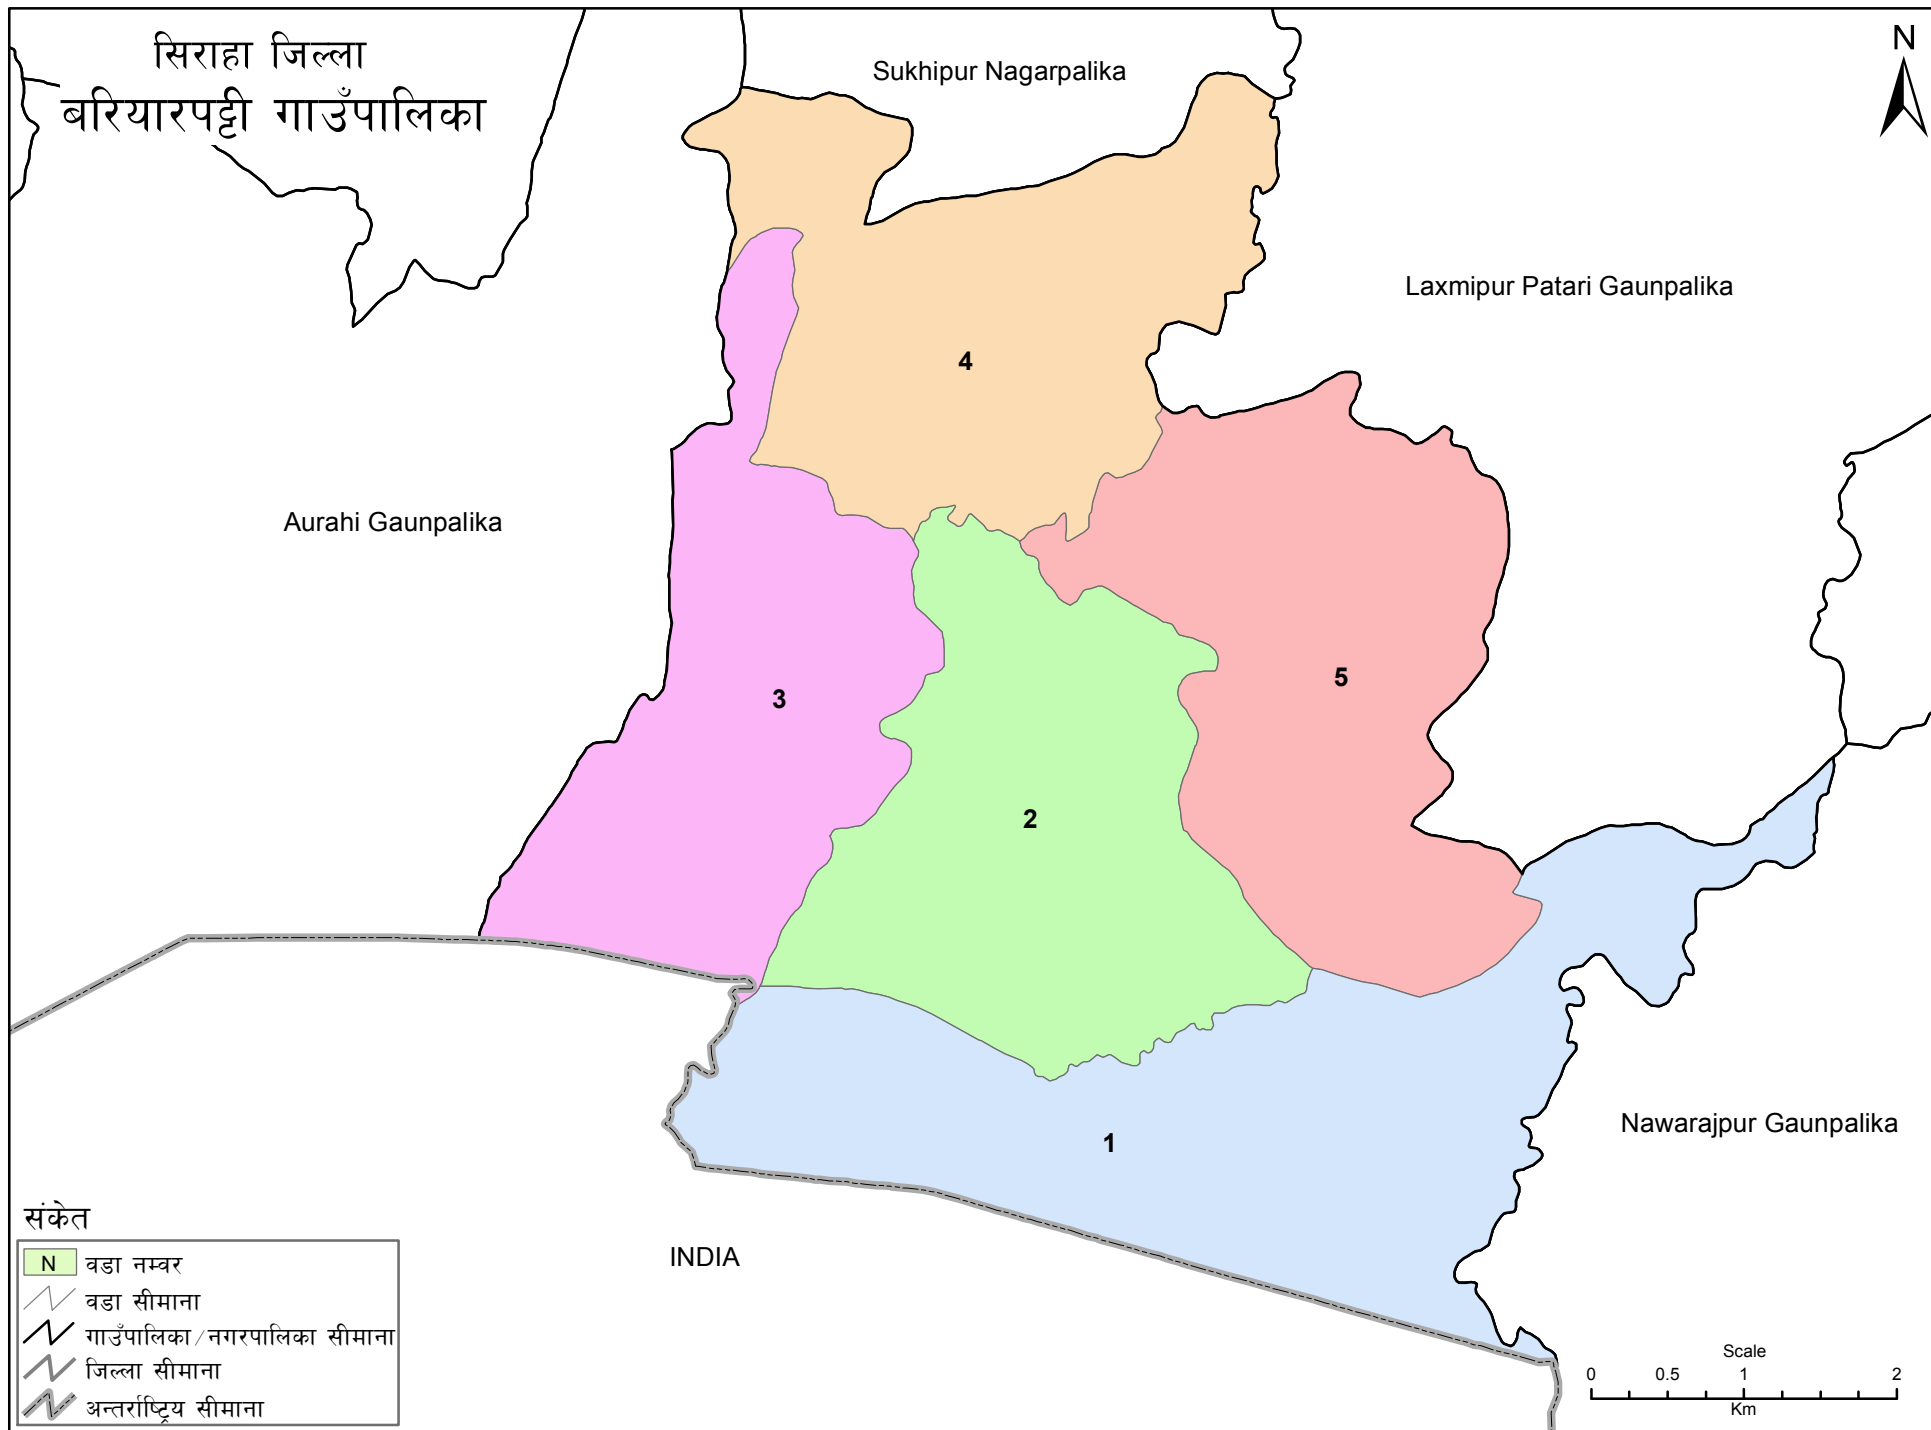 सिराहा जिल्ला
बरियारपट्टी गाउँपालिका
N
Sukhipur Nagarpalika
Laxmipur Patari Gaunpalika
4
Aurahi Gaunpalika
5
3
2
Nawarajpur Gaunpalika
1
INDIA
संकेत
N वडा नम्वर
वडा सीमाना
गाउँपालिका/नगरपालिका सीमाना
जिल्ला सीमाना
अन्तर्राष्ट्रिय सीमाना
Scale
0 0.5 1 2
Km